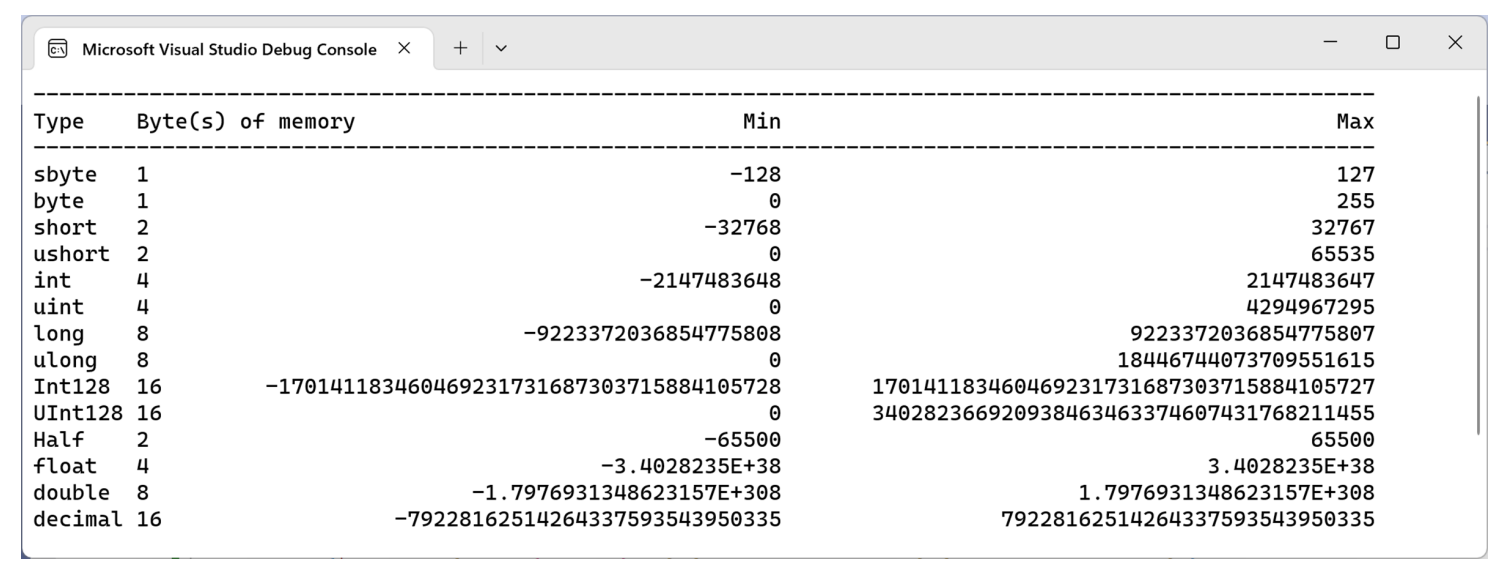 Microsoft Visual Studio Debug Console
--------------------------------------------------------------------------------------------------------
Type    Byte(s) of memory                              Min                                            Max
--------------------------------------------------------------------------------------------------------
sbyte   1                                             -128                                            127
byte    1                                                0                                            255
short   2                                           -32768                                          32767
ushort  2                                                0                                          65535
int     4                                      -2147483648                                     2147483647
uint    4                                                0                                     4294967295
long    8                             -9223372036854775808                            9223372036854775807
ulong   8                                                0                           18446744073709551615
Int128  16        -170141183460469231731687303715884105728        170141183460469231731687303715884105727
UInt128 16                                               0        340282366920938463463374607431768211455
Half    2                                           -65500                                          65500
float   4                                   -3.4028235E+38                                  3.4028235E+38
double  8                         -1.7976931348623157E+308                        1.7976931348623157E+308
decimal 16                  -79228162514264337593543950335                  79228162514264337593543950335